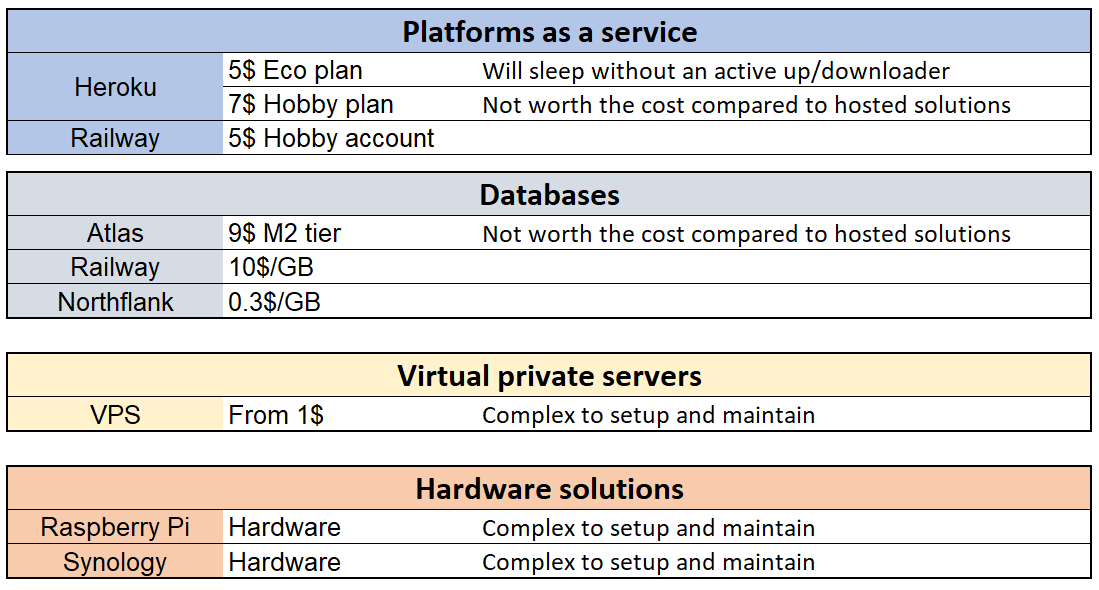 Platforms as a service
Heroku
5$ Eco plan Will sleep without an active up/downloader
7$ Hobby plan Not worth the cost compared to hosted solutions
Railway 5$ Hobby account
Databases
Atlas 9$ M2 tier Not worth the cost compared to hosted solutions
Railway 10$/GB
Northflank 0.3$/GB
Virtual private servers
VPS From 1$ Complex to setup and maintain
Hardware solutions
Raspberry Pi Hardware Complex to setup and maintain
Synology Hardware Complex to setup and maintain